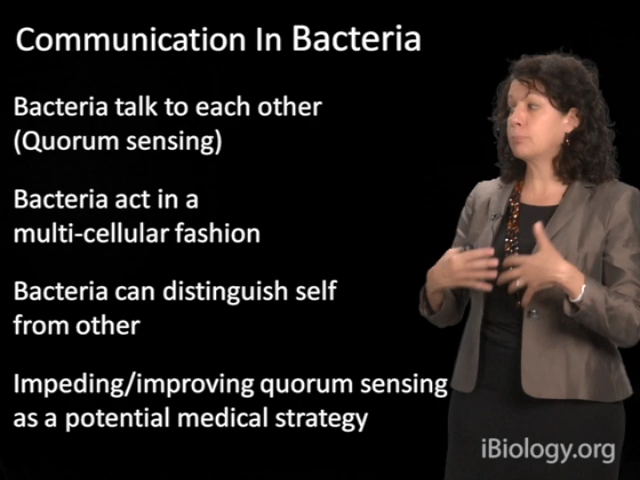 Communication In Bacteria
Bacteria talk to each other
(Quorum sensing)
Bacteria act in a
multi-cellular fashion
Bacteria can distinguish self
from other
Impeding/improving quorum sensing
as a potential medical strategy
iBiology.org